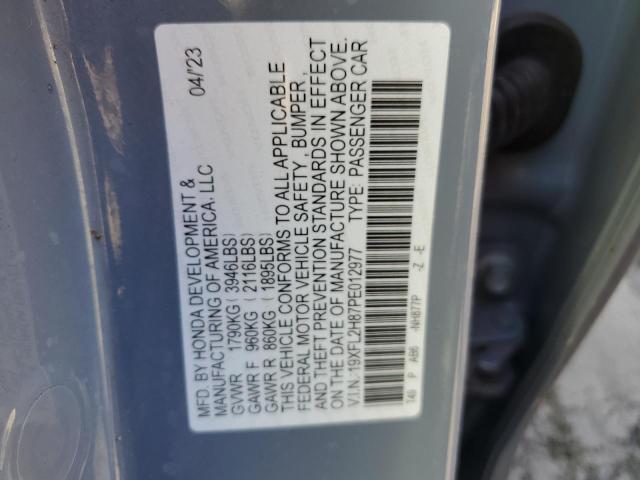 MFD. BY HONDA DEVELOPMENT & 04/'23
MANUFACTURING OF AMERICA, LLC
GVWR 1790KG ( 3946LBS)
GAWR F 960KG ( 2116LBS)
GAWR R 860KG ( 1895LBS)
THIS VEHICLE CONFORMS TO ALL APPLICABLE
FEDERAL MOTOR VEHICLE SAFETY, BUMPER,
AND THEFT PREVENTION STANDARDS IN EFFECT
ON THE DATE OF MANUFACTURE SHOWN ABOVE.
V.I.N.:19XFL2H87PE012977 TYPE: PASSENGER CAR
T40 P AB6 -NH877P -Z -E